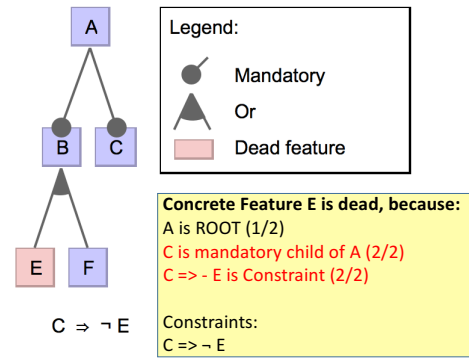 A
B
C
E
F
C ⇒ ¬ E
Legend:
Mandatory
Or
Dead feature
Concrete Feature E is dead, because:
A is ROOT (1/2)
C is mandatory child of A (2/2)
C => - E is Constraint (2/2)
Constraints:
C => ¬ E